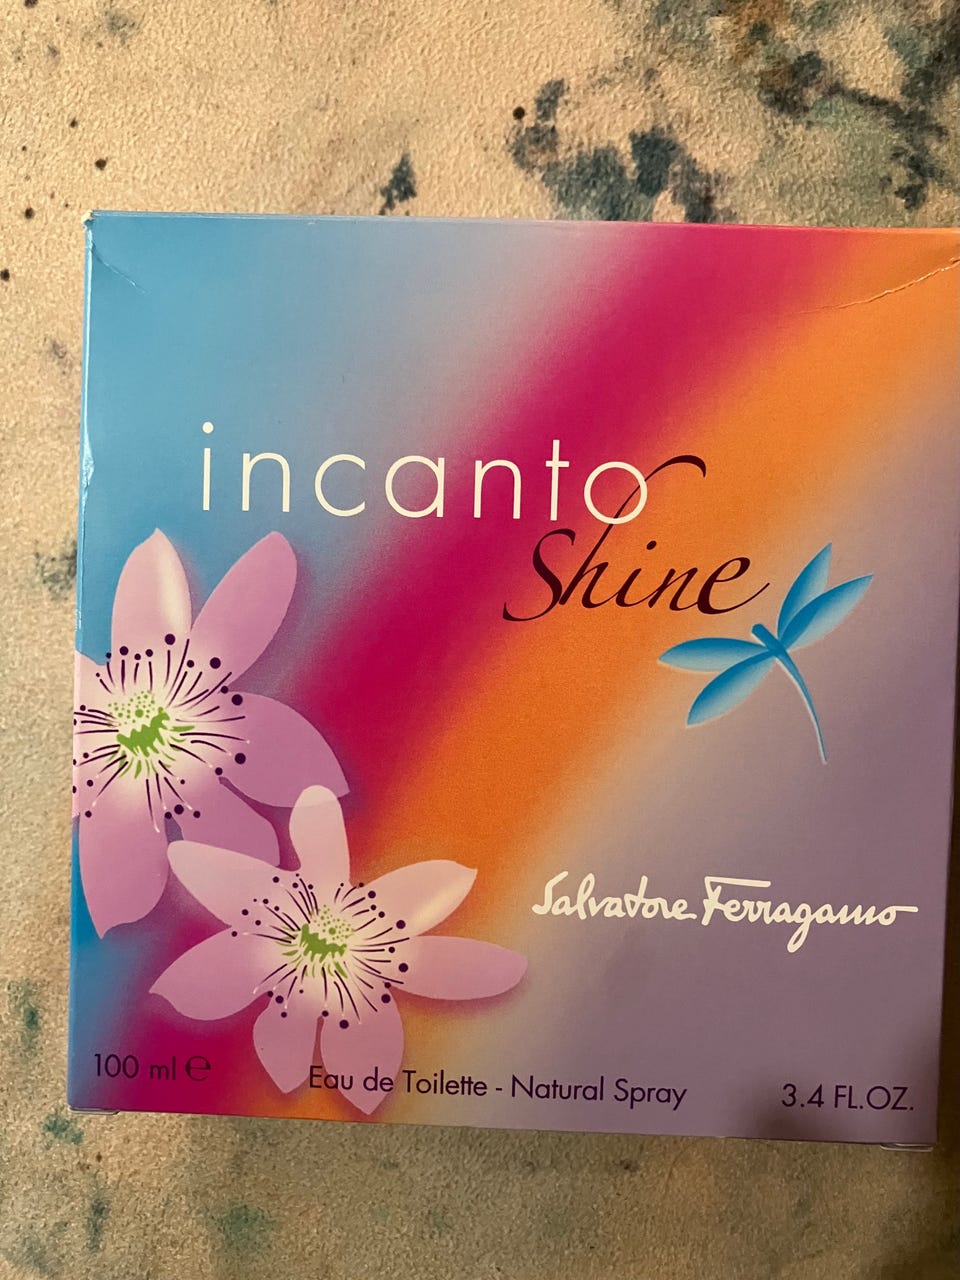 incanto
Shine
Salvatore Ferragamo
100 ml ℮
Eau de Toilette - Natural Spray
3.4 FL.OZ.